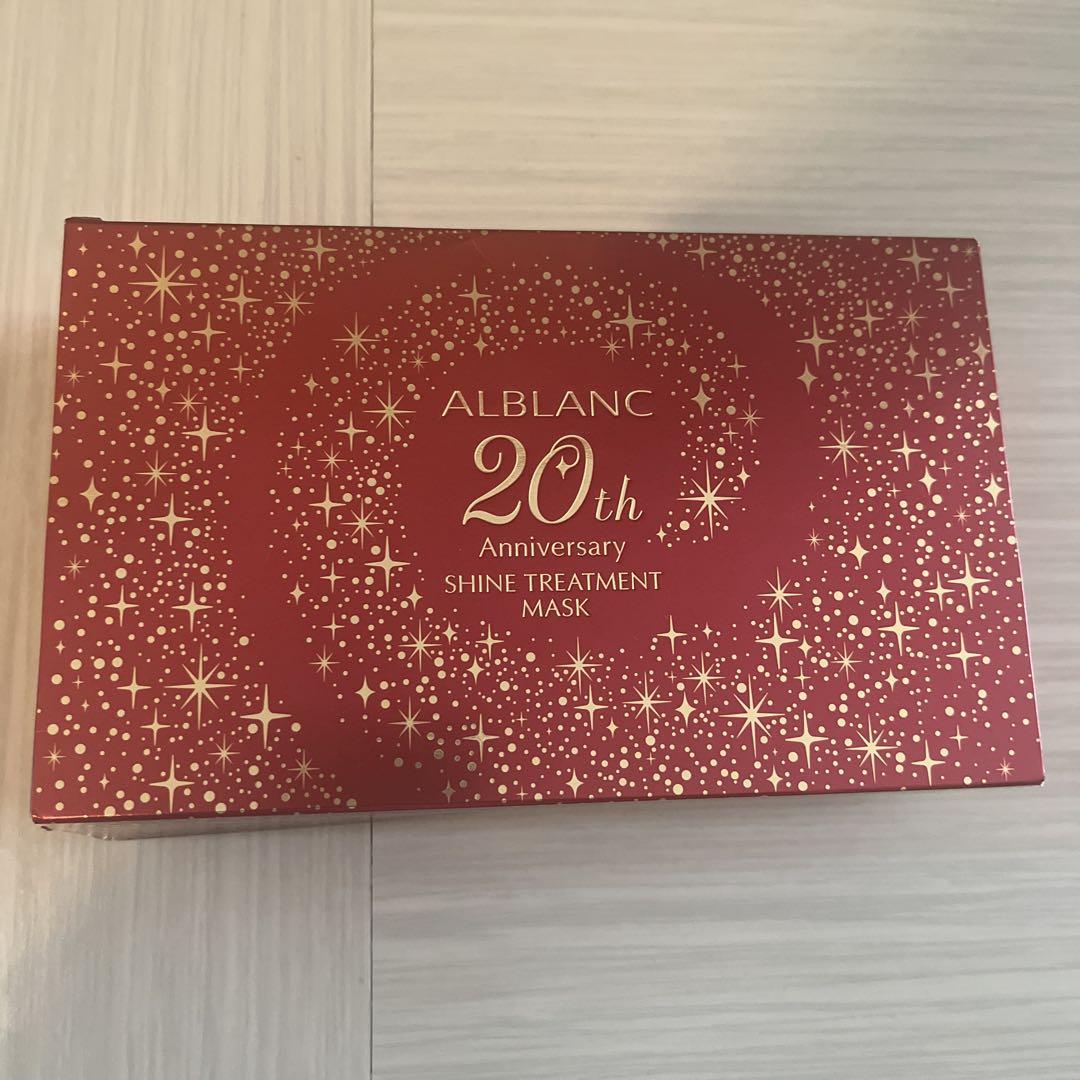 ALBLANC
20th
Anniversary
SHINE TREATMENT
MASK